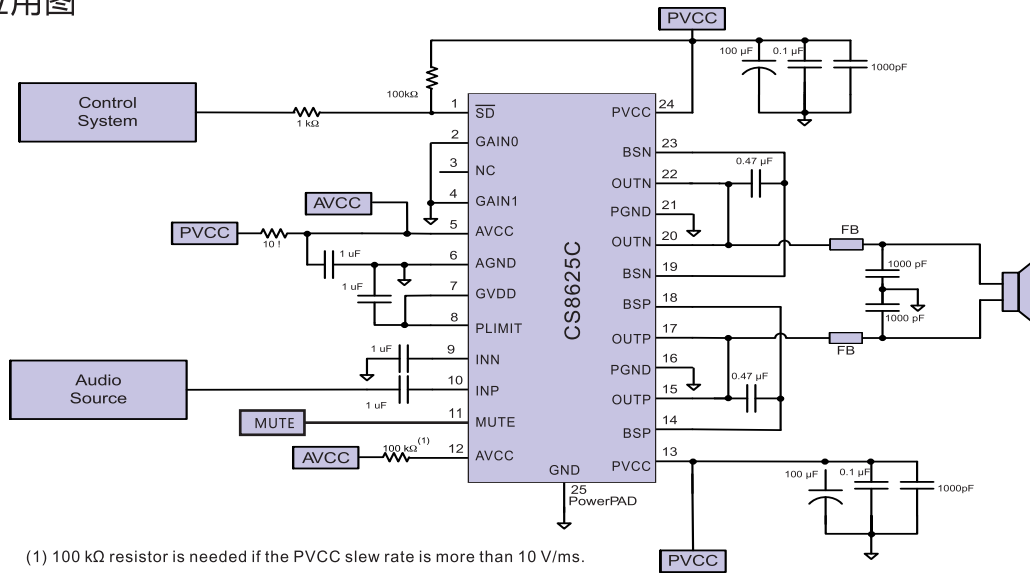 应用图
PVCC
100 µF
0.1 µF
1000pF
100kΩ
Control
System
1 kΩ
1
SD
PVCC
24
2
GAIN0
BSN
23
0.47 µF
3
NC
OUTN
22
AVCC
4
GAIN1
PGND
21
PVCC
10 !
5
AVCC
OUTN
20
FB
1 uF
6
AGND
BSN
19
1000 pF
1 uF
7
GVDD
CS8625C
BSP
18
1000 pF
8
PLIMIT
OUTP
17
FB
1 uF
9
INN
PGND
16
Audio
Source
1 uF
10
INP
OUTP
15
0.47 µF
MUTE
11
MUTE
BSP
14
AVCC
100 kΩ(1)
12
AVCC
PVCC
13
GND
25
PowerPAD
100 µF
0.1 µF
1000pF
PVCC
(1) 100 kΩ resistor is needed if the PVCC slew rate is more than 10 V/ms.